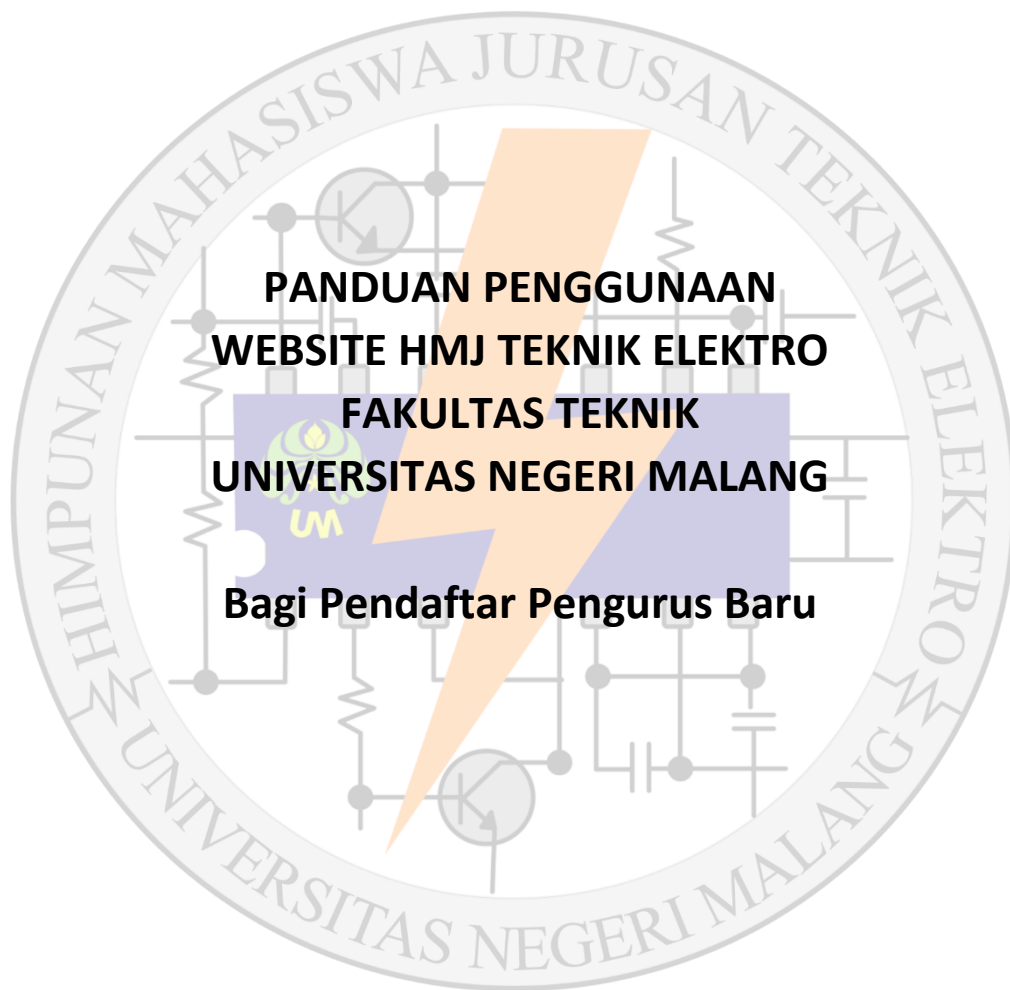 HIMPUNAN MAHASISWA JURUSAN TEKNIK ELEKTRO
PANDUAN PENGGUNAAN
WEBSITE HMJ TEKNIK ELEKTRO
FAKULTAS TEKNIK
UNIVERSITAS NEGERI MALANG
UM
Bagi Pendaftar Pengurus Baru
UNIVERSITAS NEGERI MALANG